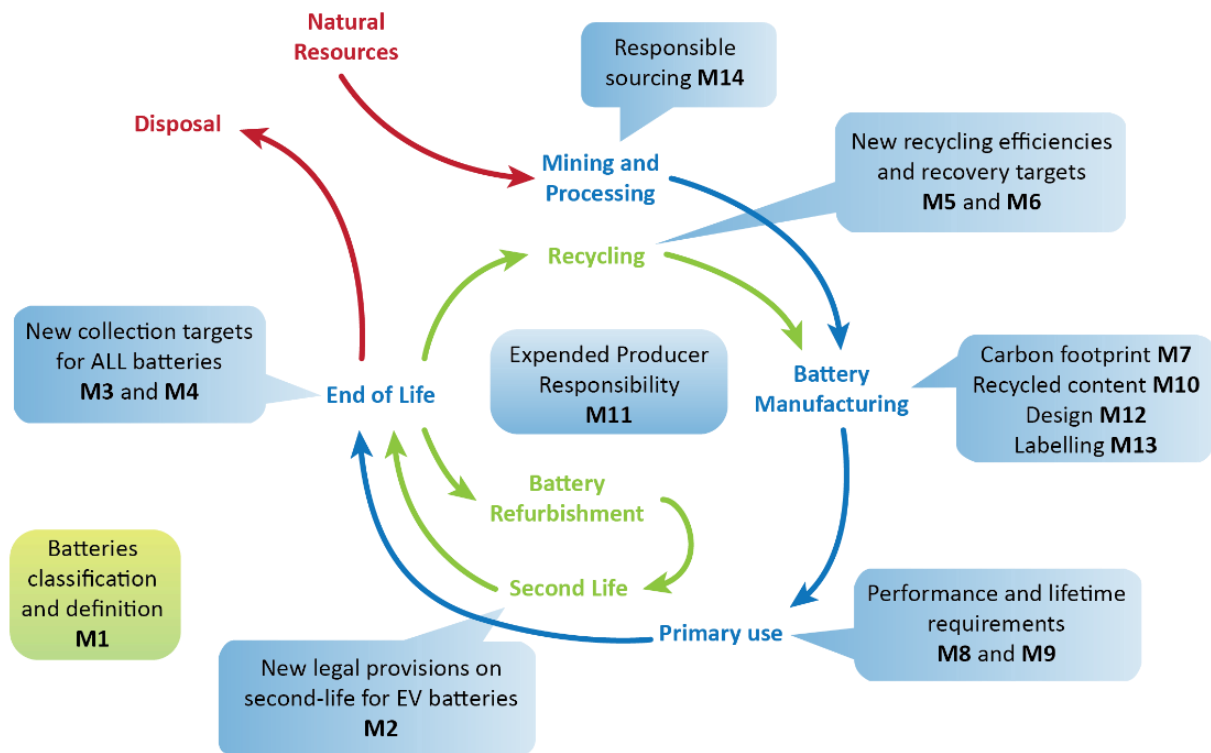 Natural
Resources
Responsible
sourcing M14
Disposal
Mining and
Processing
New recycling efficiencies
and recovery targets
M5 and M6
Recycling
New collection targets
for ALL batteries
M3 and M4
End of Life
Expended Producer
Responsibility
M11
Battery
Manufacturing
Carbon footprint M7
Recycled content M10
Design M12
Labelling M13
Battery
Refurbishment
Batteries
classification
and definition
M1
Second Life
Primary use
Performance and lifetime
requirements
M8 and M9
New legal provisions on
second-life for EV batteries
M2